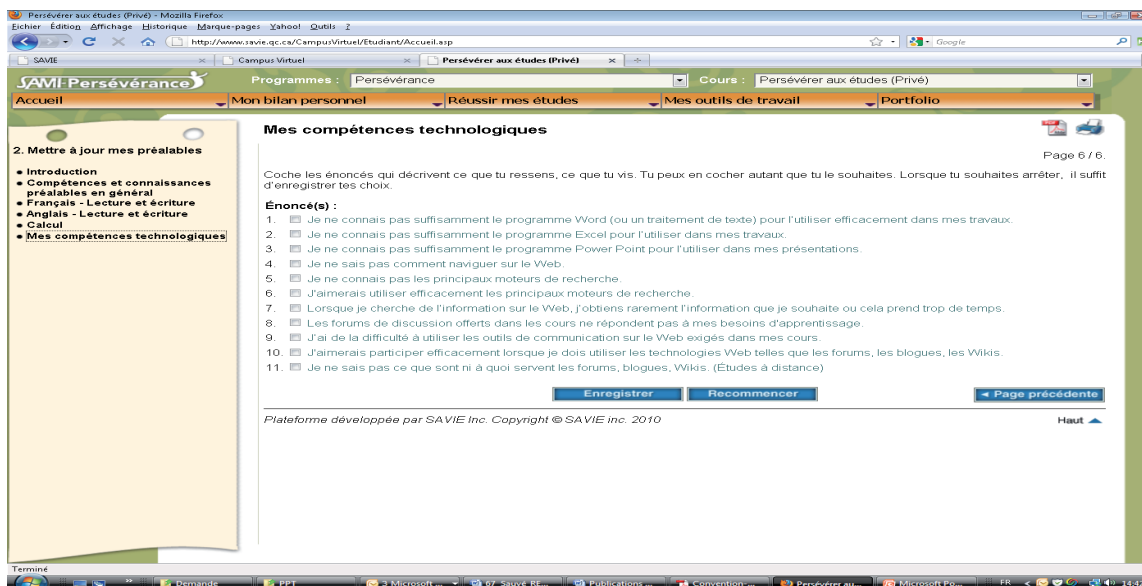 Persévérer aux études (Privé) - Mozilla Firefox
Fichier Édition Affichage Historique Marque-pages Yahoo! Outils ?
http://www.savie.qc.ca/CampusVirtuel/Etudiant/Accueil.asp
Google
SAVIE
Campus Virtuel
Persévérer aux études (Privé)
SAMI-Persévérance
Programmes : Persévérance
Cours : Persévérer aux études (Privé)
Accueil
Mon bilan personnel
Réussir mes études
Mes outils de travail
Portfolio
2. Mettre à jour mes préalables
Introduction
Compétences et connaissances
préalables en général
Français - Lecture et écriture
Anglais - Lecture et écriture
Calcul
Mes compétences technologiques
Mes compétences technologiques
Page 6 / 6.
Coche les énoncés qui décrivent ce que tu ressens, ce que tu vis. Tu peux en cocher autant que tu le souhaites. Lorsque tu souhaites arrêter, il suffit
d'enregistrer tes choix.
Énoncé(s) :
1. Je ne connais pas suffisamment le programme Word (ou un traitement de texte) pour l'utiliser efficacement dans mes travaux.
2. Je ne connais pas suffisamment le programme Excel pour l'utiliser dans mes travaux.
3. Je ne connais pas suffisamment le programme Power Point pour l'utiliser dans mes présentations.
4. Je ne sais pas comment naviguer sur le Web.
5. Je ne connais pas les principaux moteurs de recherche.
6. J'aimerais utiliser efficacement les principaux moteurs de recherche.
7. Lorsque je cherche de l'information sur le Web, j'obtiens rarement l'information que je souhaite ou cela prend trop de temps.
8. Les forums de discussion offerts dans les cours ne répondent pas à mes besoins d'apprentissage.
9. J'ai de la difficulté à utiliser les outils de communication sur le Web exigés dans mes cours.
10. J'aimerais participer efficacement lorsque je dois utiliser les technologies Web telles que les forums, les blogues, les Wikis.
11. Je ne sais pas ce que sont ni à quoi servent les forums, blogues, Wikis. (Études à distance)
Enregistrer
Recommencer
Page précédente
Plateforme développée par SAVIE Inc. Copyright © SAVIE inc. 2010
Haut
Terminé
Demande
PPT
3 Microsoft ...
67 Sauvé RE...
Publications ...
Convention-...
Persévérer au...
Microsoft Po...
FR